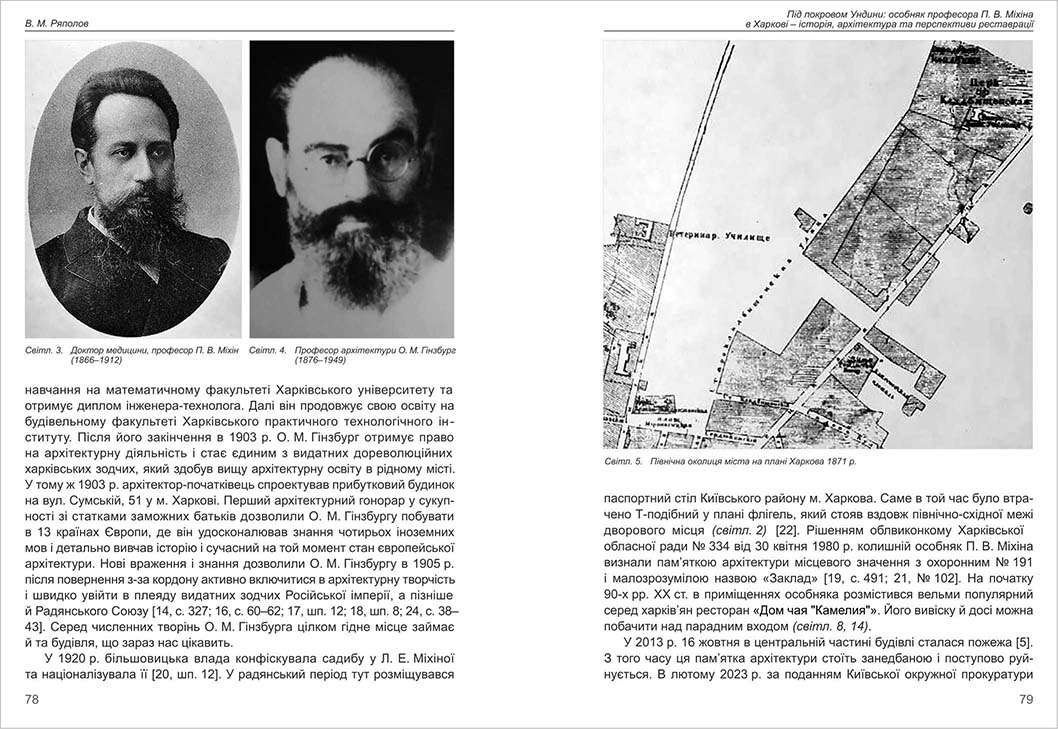 В. М. Ряполов
Світл. 3. Доктор медицини, професор П. В. Міхін
(1866–1912)
Світл. 4. Професор архітектури О. М. Гінзбург
(1876–1949)
навчання на математичному факультеті Харківського університету та
отримує диплом інженера-технолога. Далі він продовжує свою освіту на
будівельному факультеті Харківського практичного технологічного ін-
ституту. Після його закінчення в 1903 р. О. М. Гінзбург отримує право
на архітектурну діяльність і стає єдиним з видатних дореволюційних
харківських зодчих, який здобув вищу архітектурну освіту в рідному місті.
У тому ж 1903 р. архітектор-початківець спроектував прибутковий будинок
на вул. Сумській, 51 у м. Харкові. Перший архітектурний гонорар у сукуп-
ності зі статками заможних батьків дозволили О. М. Гінзбургу побувати
в 13 країнах Європи, де він удосконалював знання чотирьох іноземних
мов і детально вивчав історію і сучасний на той момент стан європейської
архітектури. Нові враження і знання дозволили О. М. Гінзбургу в 1905 р.
після повернення з-за кордону активно включитися в архітектурну творчість
і швидко увійти в плеяду видатних зодчих Російської імперії, а пізніше
й Радянського Союзу [14, с. 327; 16, с. 60–62; 17, шп. 12; 18, шп. 8; 24, с. 38–
43]. Серед численних творінь О. М. Гінзбурга цілком гідне місце займає
й та будівля, що зараз нас цікавить.
У 1920 р. більшовицька влада конфіскувала садибу у Л. Е. Міхіної
та націоналізувала її [20, шп. 12]. У радянський період тут розміщувався
78
Під покровом Ундини: особняк професора П. В. Міхіна
в Харкові – історія, архітектура та перспективи реставрації
Церк.
Кладбищенская
Ветеринар. Училище
Світл. 5. Північна околиця міста на плані Харкова 1871 р.
паспортний стіл Київського району м. Харкова. Саме в той час було втра-
чено Т-подібний у плані флігель, який стояв вздовж північно-східної межі
дворового місця (світл. 2) [22]. Рішенням облвиконкому Харківської
обласної ради № 334 від 30 квітня 1980 р. колишній особняк П. В. Міхіна
визнали пам’яткою архітектури місцевого значення з охоронним № 191
і малозрозумілою назвою «Заклад» [19, с. 491; 21, № 102]. На початку
90-х рр. ХХ ст. в приміщеннях особняка розмістився вельми популярний
серед харків’ян ресторан «Дом чая "Камелия"». Його вивіску й досі можна
побачити над парадним входом (світл. 8, 14).
У 2013 р. 16 жовтня в центральній частині будівлі сталася пожежа [5].
З того часу ця пам’ятка архітектури стоїть занедбаною і поступово руй-
нується. В лютому 2023 р. за поданням Київської окружної прокуратури
79